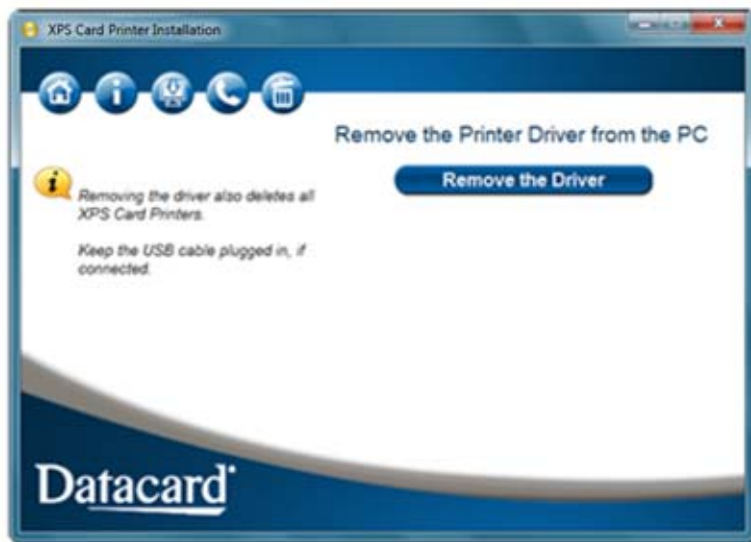 XPS Card Printer Installation
Remove the Printer Driver from the PC
Remove the Driver
Removing the driver also deletes all
XPS Card Printers.
Keep the USB cable plugged in, if
connected.
Datacard